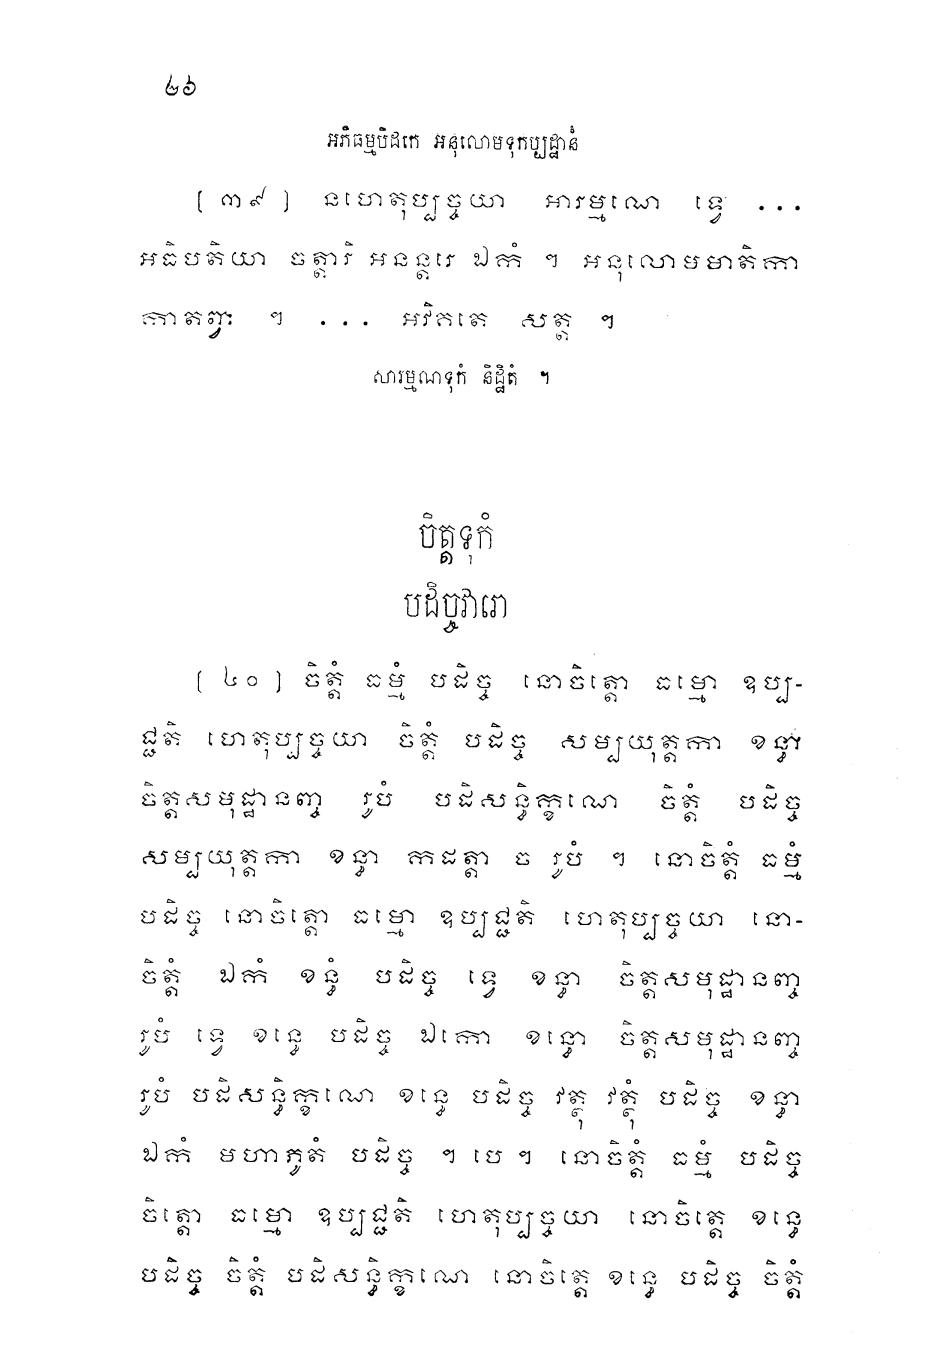 ២៦
អភិធម្មបិដកេ អនុលោមទុកប្បដ្ឋានំ
( ៣៩ ) នហេតុប្បច្ចយា អារម្មណេ ទ្វេ ...
អធិបតិយា ចត្តារិ អនន្តរេ ឯកំ ។ អនុលោមមាតិកា
កាតព្វា ។ ... អវិគតេ សត្ត ។
សារម្មណទុកំ និដ្ឋិតំ ។
ចិត្តទុកំ
បដិច្ចវារោ
( ៤០ ) ចិត្តំ ធម្មំ បដិច្ច នោចិត្តោ ធម្មោ ឧប្ប-
ជ្ជតិ ហេតុប្បច្ចយា ចិត្តំ បដិច្ច សម្បយុត្តកា ខន្ធា
ចិត្តសមុដ្ឋានញ្ច រូបំ បដិសន្ធិក្ខណេ ចិត្តំ បដិច្ច
សម្បយុត្តកា ខន្ធា កដត្តា ច រូបំ ។ នោចិត្តំ ធម្មំ
បដិច្ច នោចិត្តោ ធម្មោ ឧប្បជ្ជតិ ហេតុប្បច្ចយា នោ-
ចិត្តំ ឯកំ ខន្ធំ បដិច្ច ទ្វេ ខន្ធា ចិត្តសមុដ្ឋានញ្ច
រូបំ ទ្វេ ខន្ធេ បដិច្ច ឯកោ ខន្ធោ ចិត្តសមុដ្ឋានញ្ច
រូបំ បដិសន្ធិក្ខណេ ខន្ធេ បដិច្ច វត្ថុ វត្ថុំ បដិច្ច ខន្ធា
ឯកំ មហាភូតំ បដិច្ច ។ បេ ។ នោចិត្តំ ធម្មំ បដិច្ច
ចិត្តោ ធម្មោ ឧប្បជ្ជតិ ហេតុប្បច្ចយា នោចិត្តេ ខន្ធេ
បដិច្ច ចិត្តំ បដិសន្ធិក្ខណេ នោចិត្តេ ខន្ធេ បដិច្ច ចិត្តំ